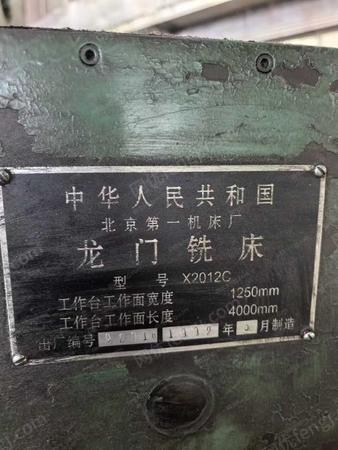 中华人民共和国
北京第一机床厂
龙门铣床
型号 X2012C
工作台工作面宽度 1250mm
工作台工作面长度 4000mm
出厂编号 年 月制造